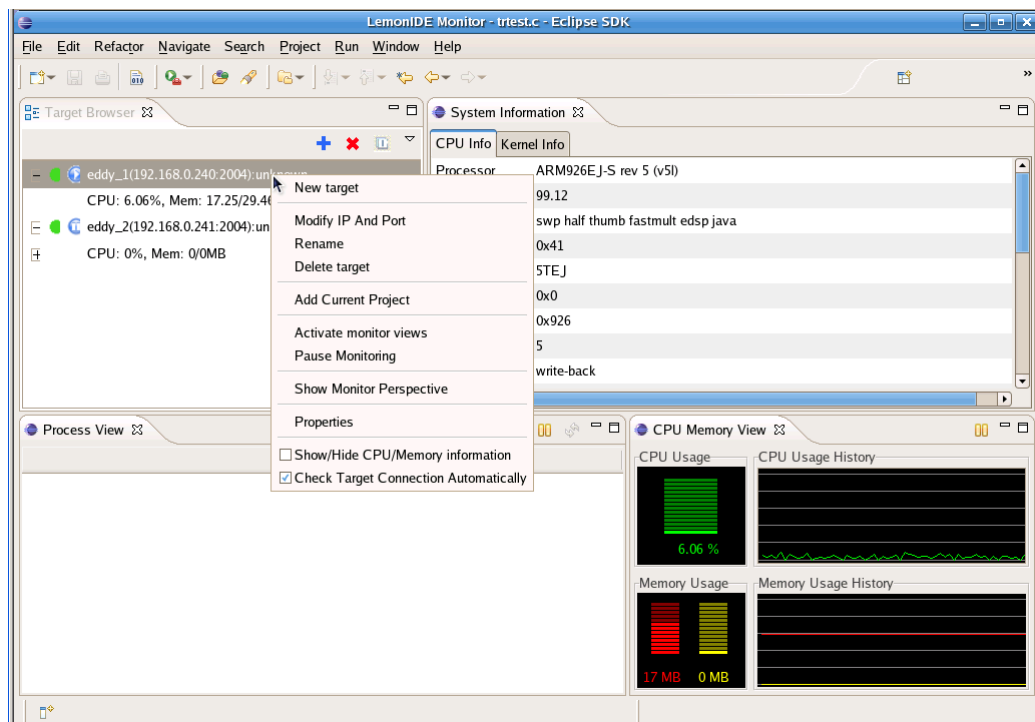 LemonIDE Monitor - trtest.c - Eclipse SDK
File Edit Refactor Navigate Search Project Run Window Help
Target Browser
System Information
CPU Info Kernel Info
eddy_1(192.168.0.240:2004):unknown
CPU: 6.06%, Mem: 17.25/29.46
eddy_2(192.168.0.241:2004):un
CPU: 0%, Mem: 0/0MB
Processor ARM926EJ-S rev 5 (v5l)
99.12
swp half thumb fastmult edsp java
0x41
5TEJ
0x0
0x926
5
write-back
New target
Modify IP And Port
Rename
Delete target
Add Current Project
Activate monitor views
Pause Monitoring
Show Monitor Perspective
Properties
Show/Hide CPU/Memory information
Check Target Connection Automatically
Process View
CPU Memory View
CPU Usage
CPU Usage History
6.06 %
Memory Usage
Memory Usage History
17 MB 0 MB